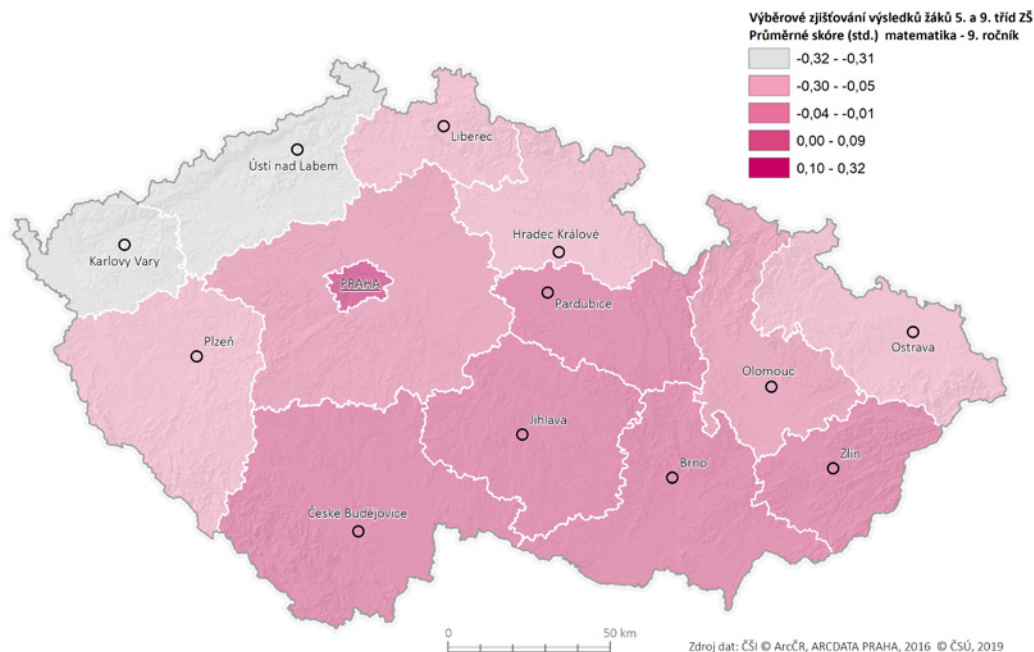 Výběrové zjišťování výsledků žáků 5. a 9. tříd ZŠ
Průměrné skóre (std.) matematika - 9. ročník
-0,32 - -0,31
-0,30 - -0,05
-0,04 - -0,01
0,00 - 0,09
0,10 - 0,32
Liberec
Ústí nad Labem
Hradec Králové
Karlovy Vary
PRAHA
Pardubice
Plzeň
Ostrava
Olomouc
Jihlava
Zlín
Brno
České Budějovice
0 50 km
Zdroj dat: ČŠI © ArcČR, ARCDATA PRAHA, 2016 © ČSÚ, 2019